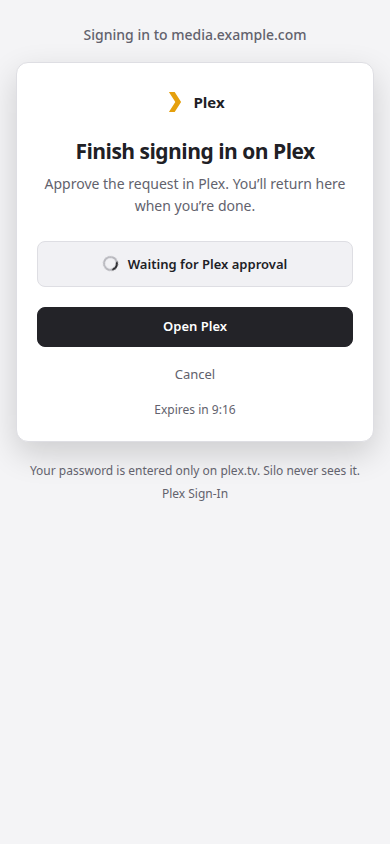 Signing in to media.example.com
Plex
Finish signing in on Plex
Approve the request in Plex. You’ll return here
when you’re done.
Waiting for Plex approval
Open Plex
Cancel
Expires in 9:16
Your password is entered only on plex.tv. Silo never sees it.
Plex Sign-In